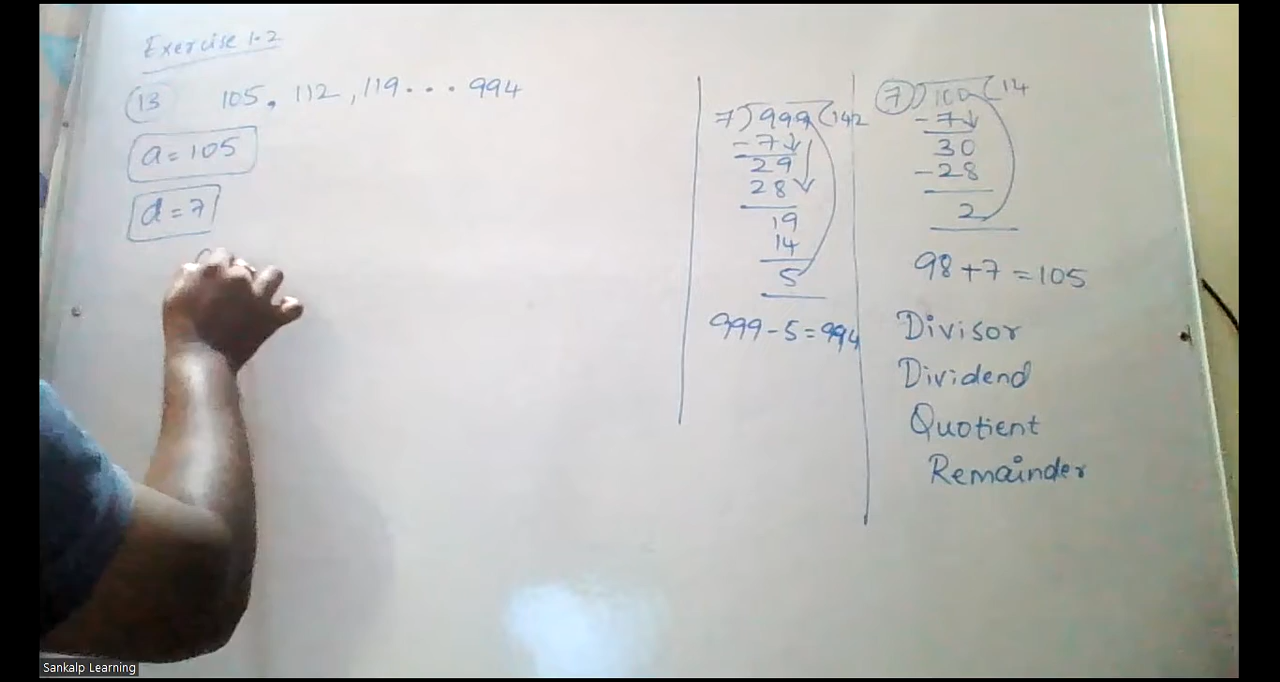 Exercise 1.2
13 105, 112, 119... 994
a = 105
d = 7
7)999(142
-7
29
28
19
14
5
999-5=994
7)100(14
-7
30
-28
2
98+7=105
Divisor
Dividend
Quotient
Remainder
Sankalp Learning